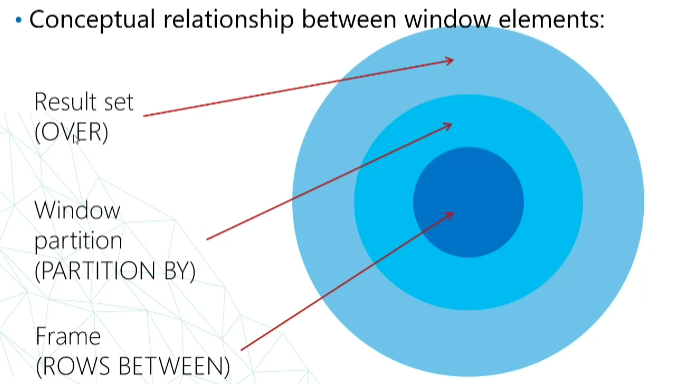 • Conceptual relationship between window elements:
Result set
(OVER)
Window
partition
(PARTITION BY)
Frame
(ROWS BETWEEN)